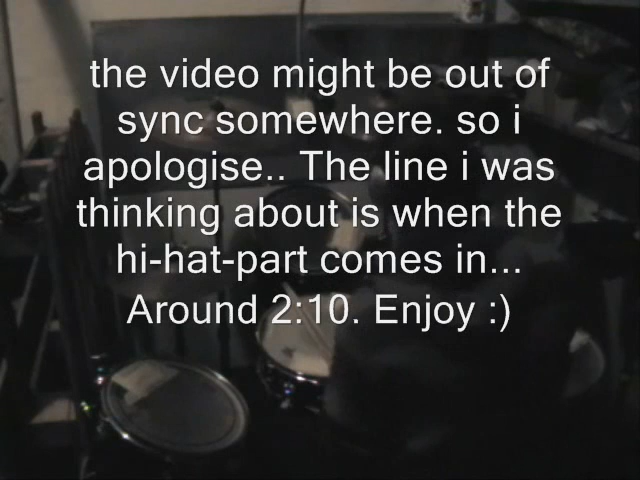 the video might be out of
sync somewhere. so i
apologise.. The line i was
thinking about is when the
hi-hat-part comes in...
Around 2:10. Enjoy :)